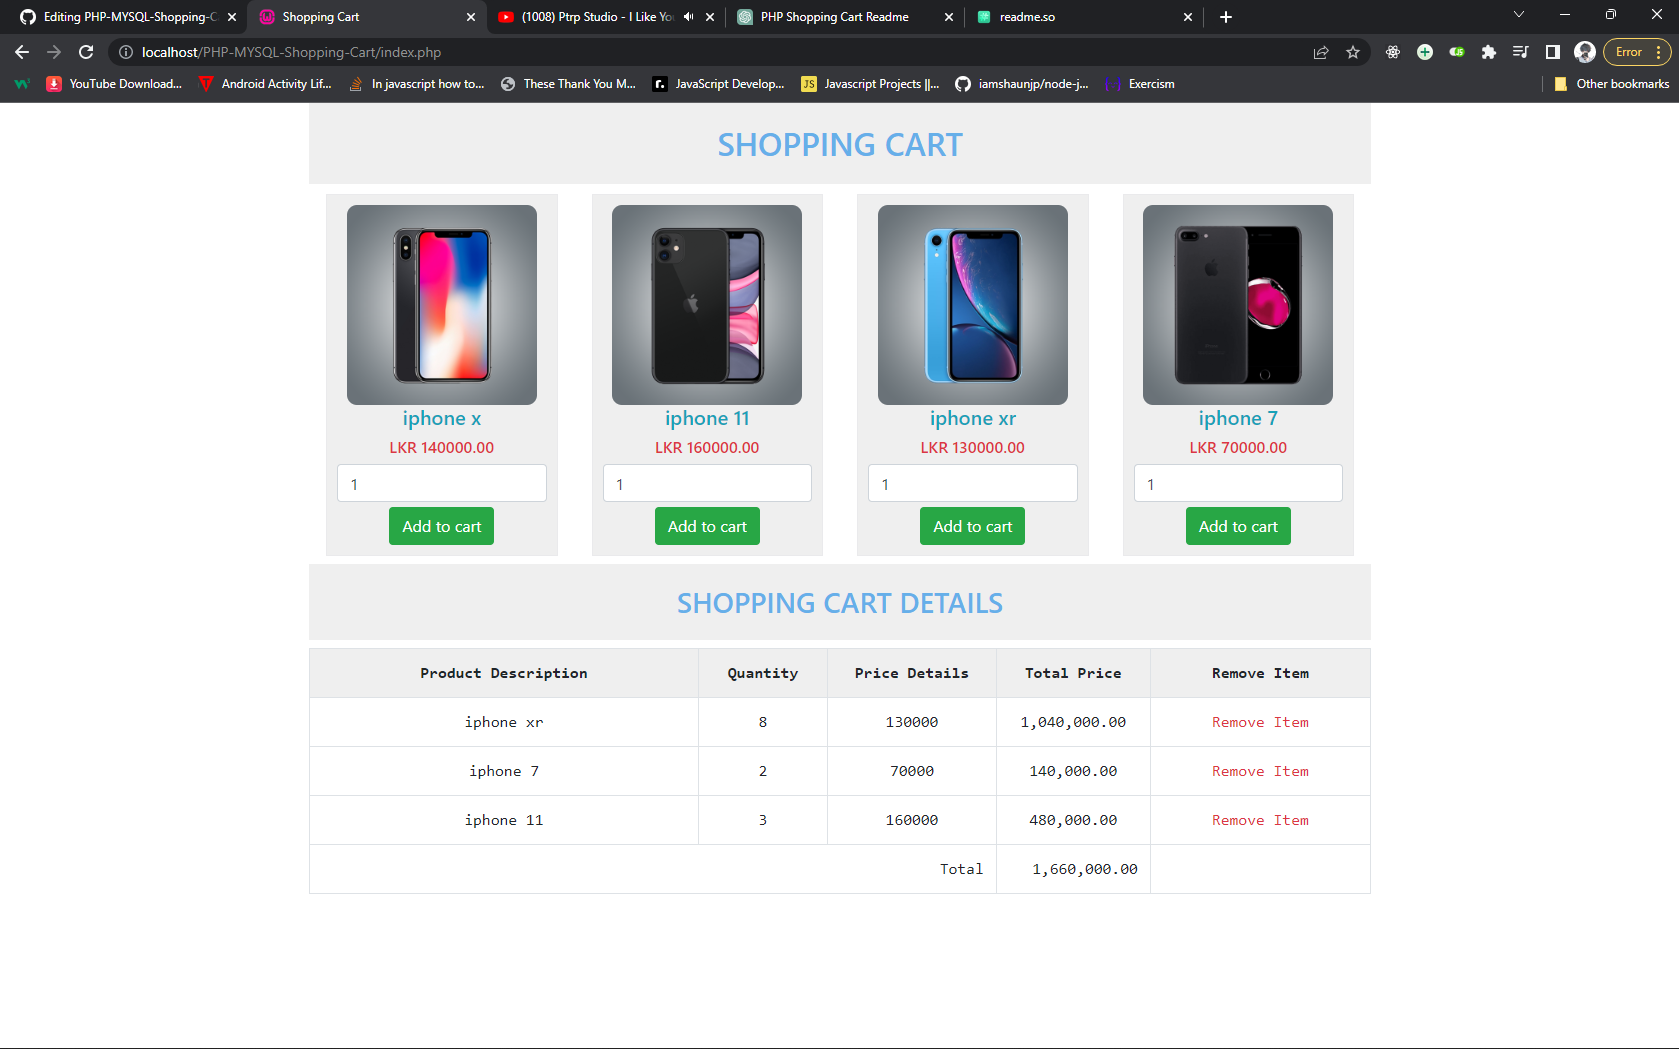 Editing PHP-MYSQL-Shopping-C
Shopping Cart
(1008) Ptrp Studio - I Like Yo
PHP Shopping Cart Readme
readme.so
localhost/PHP-MYSQL-Shopping-Cart/index.php
Error
YouTube Download...
Android Activity Lif...
In javascript how to...
These Thank You M...
r.
JavaScript Develop...
JS
Javascript Projects ||...
iamshaunjp/node-j...
Exercism
Other bookmarks
SHOPPING CART
iphone x
LKR 140000.00
1
Add to cart
iphone 11
LKR 160000.00
1
Add to cart
iphone xr
LKR 130000.00
1
Add to cart
iphone 7
LKR 70000.00
1
Add to cart
SHOPPING CART DETAILS
Product Description Quantity Price Details Total Price Remove Item
iphone xr 8 130000 1,040,000.00 Remove Item
iphone 7 2 70000 140,000.00 Remove Item
iphone 11 3 160000 480,000.00 Remove Item
Total 1,660,000.00